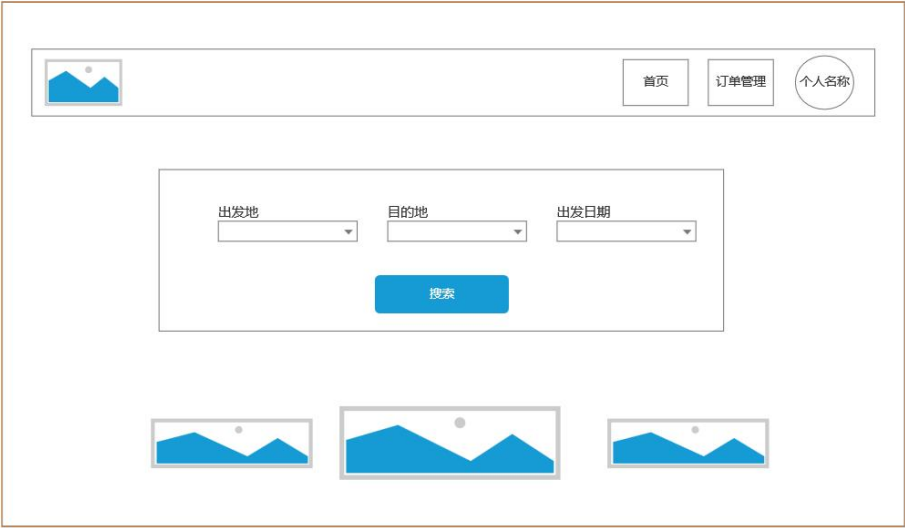 首页
订单管理
个人名称
出发地
目的地
出发日期
搜索